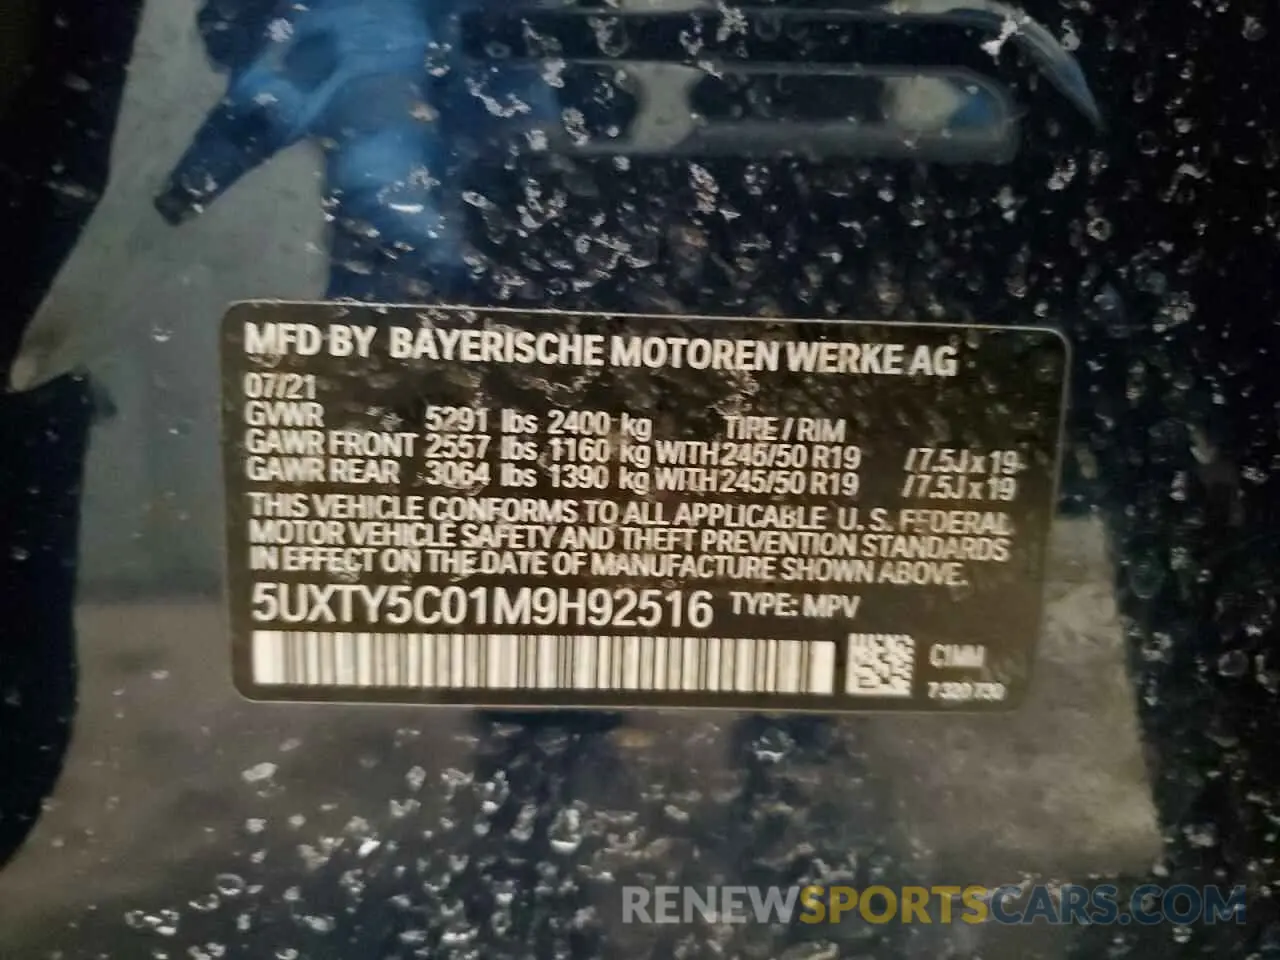 MFD BY BAYERISCHE MOTOREN WERKE AG
07/21
GVWR 5291 lbs 2400 kg TIRE / RIM
GAWR FRONT 2557 lbs 1160 kg WITH 245/50 R19 / 7.5J x 19
GAWR REAR 3064 lbs 1390 kg WITH 245/50 R19 / 7.5J x 19
THIS VEHICLE CONFORMS TO ALL APPLICABLE U. S. FEDERAL
MOTOR VEHICLE SAFETY AND THEFT PREVENTION STANDARDS
IN EFFECT ON THE DATE OF MANUFACTURE SHOWN ABOVE.
5UXTY5C01M9H92516 TYPE: MPV
C1MM
7 320 730
RENEWSPORTSCARS.COM